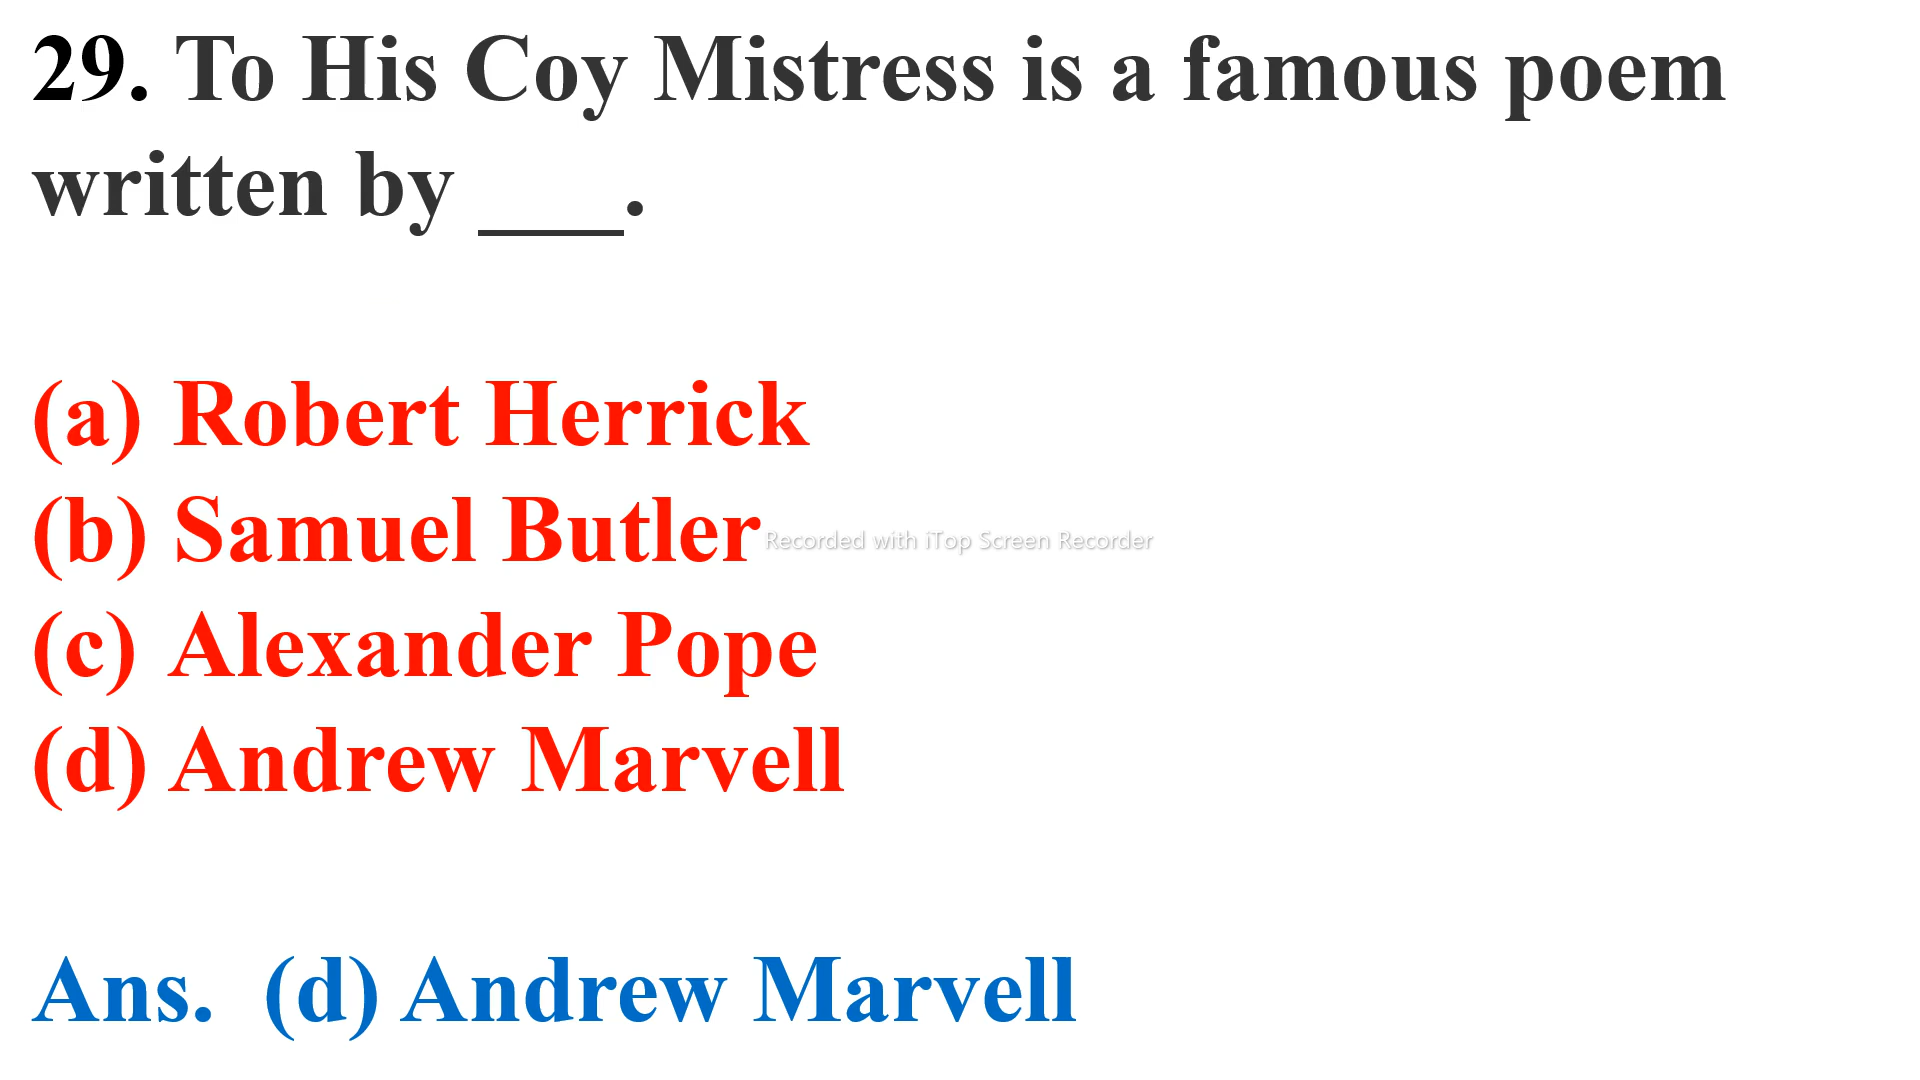 29. To His Coy Mistress is a famous poem
written by ___.
(a) Robert Herrick
(b) Samuel Butler
Recorded with iTop Screen Recorder
(c) Alexander Pope
(d) Andrew Marvell
Ans. (d) Andrew Marvell